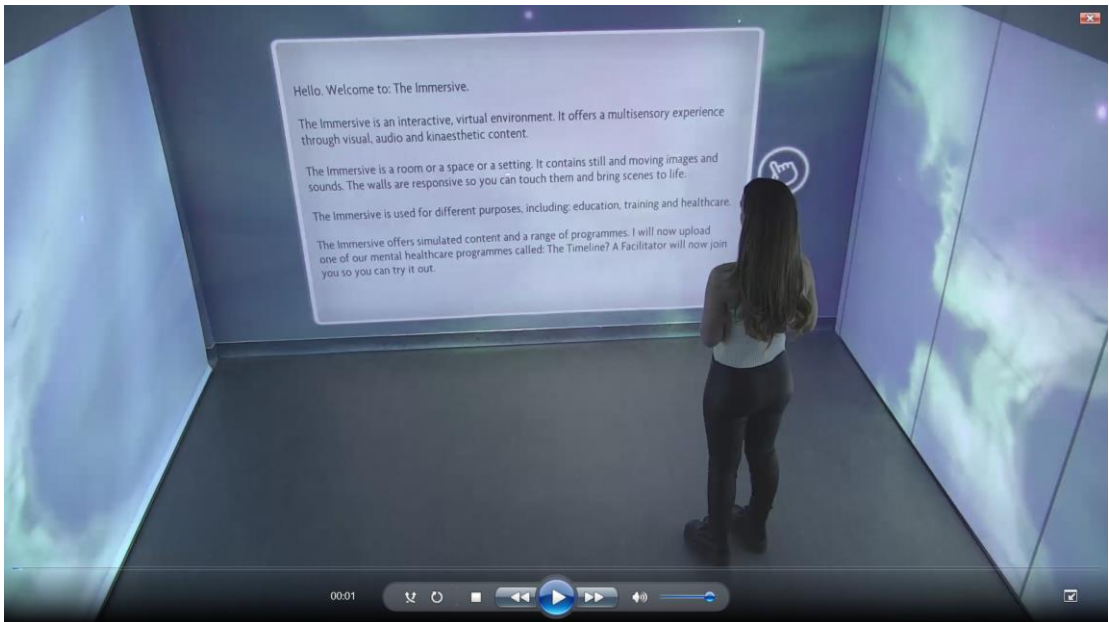 Hello. Welcome to: The Immersive.
The Immersive is an interactive, virtual environment. It offers a multisensory experience
through visual, audio and kinaesthetic content.
The Immersive is a room or a space or a setting. It contains still and moving images and
sounds. The walls are responsive so you can touch them and bring scenes to life.
The Immersive is used for different purposes, including: education, training and healthcare.
The Immersive offers simulated content and a range of programmes. I will now upload
one of our mental healthcare programmes called: The Timeline? A Facilitator will now join
you so you can try it out.
00:01